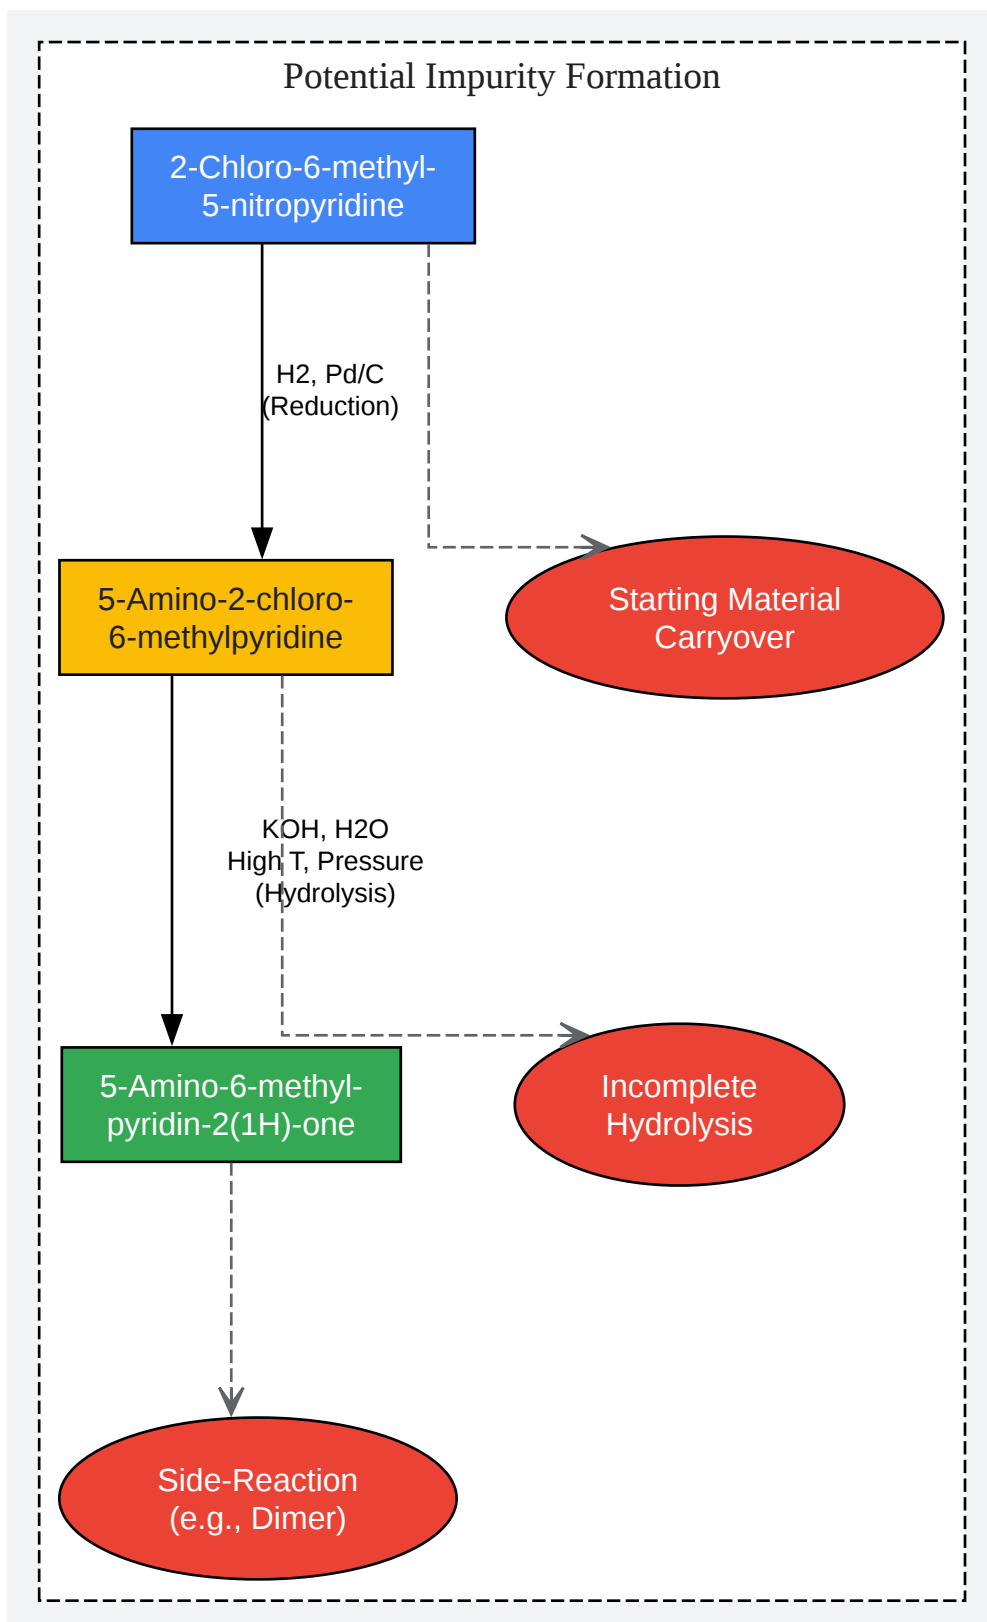 Potential Impurity Formation
2-Chloro-6-methyl-
5-nitropyridine
H2, Pd/C
(Reduction)
5-Amino-2-chloro-
6-methylpyridine
Starting Material
Carryover
KOH, H2O
High T, Pressure
(Hydrolysis)
5-Amino-6-methyl-
pyridin-2(1H)-one
Incomplete
Hydrolysis
Side-Reaction
(e.g., Dimer)